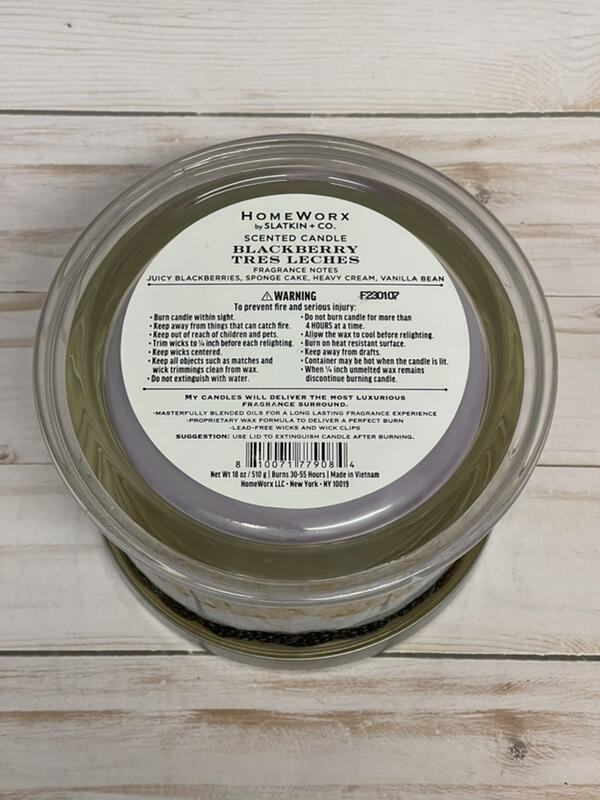 HOMEWORX
by SLATKIN + CO.
SCENTED CANDLE
BLACKBERRY
TRES LECHES
FRAGRANCE NOTES
JUICY BLACKBERRIES, SPONGE CAKE, HEAVY CREAM, VANILLA BEAN
⚠WARNING F230107
To prevent fire and serious injury:
• Burn candle within sight.
• Keep away from things that can catch fire.
• Keep out of reach of children and pets.
• Trim wicks to ¼ inch before each relighting.
• Keep wicks centered.
• Keep all objects such as matches and
wick trimmings clean from wax.
• Do not extinguish with water.
• Do not burn candle for more than
4 HOURS at a time.
• Allow the wax to cool before relighting.
• Burn on heat resistant surface.
• Keep away from drafts.
• Container may be hot when the candle is lit.
• When ¼ inch unmelted wax remains
discontinue burning candle.
MY CANDLES WILL DELIVER THE MOST LUXURIOUS
FRAGRANCE SURROUND.
•MASTERFULLY BLENDED OILS FOR A LONG LASTING FRAGRANCE EXPERIENCE
•PROPRIETARY WAX FORMULA TO DELIVER A PERFECT BURN
•LEAD-FREE WICKS AND WICK CLIPS
SUGGESTION: USE LID TO EXTINGUISH CANDLE AFTER BURNING.
8 10071 77908 4
Net Wt 18 oz / 510 g | Burns 30-55 Hours | Made in Vietnam
HomeWorx LLC • New York • NY 10019